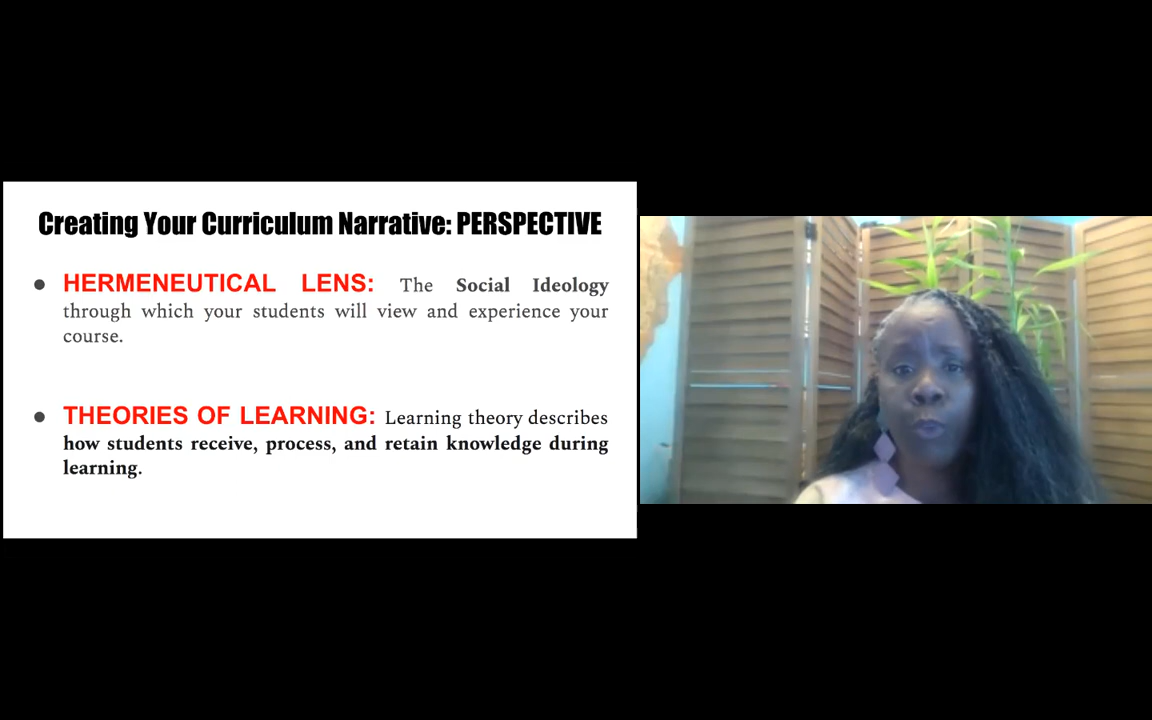 Creating Your Curriculum Narrative: PERSPECTIVE
● HERMENEUTICAL LENS: The Social Ideology
through which your students will view and experience your
course.
● THEORIES OF LEARNING: Learning theory describes
how students receive, process, and retain knowledge during
learning.